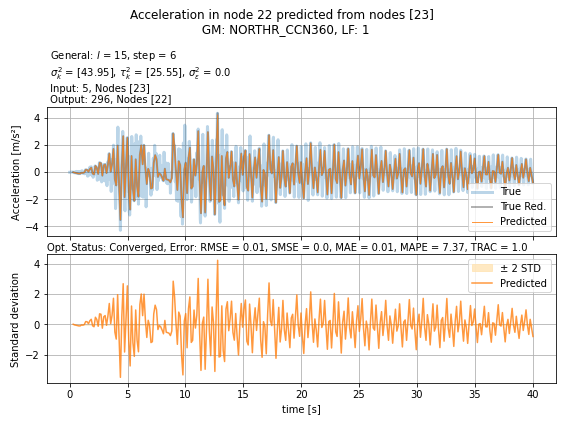 Acceleration in node 22 predicted from nodes [23]
GM: NORTHR_CCN360, LF: 1
General: l = 15, step = 6
σ²ₖ = [43.95], τ²ₖ = [25.55], σ²ε = 0.0
Input: 5, Nodes [23]
Output: 296, Nodes [22]
Acceleration [m/s²]
4
2
0
−2
−4
True
True Red.
Predicted
Opt. Status: Converged, Error: RMSE = 0.01, SMSE = 0.0, MAE = 0.01, MAPE = 7.37, TRAC = 1.0
Standard deviation
4
2
0
−2
± 2 STD
Predicted
0 5 10 15 20 25 30 35 40
time [s]